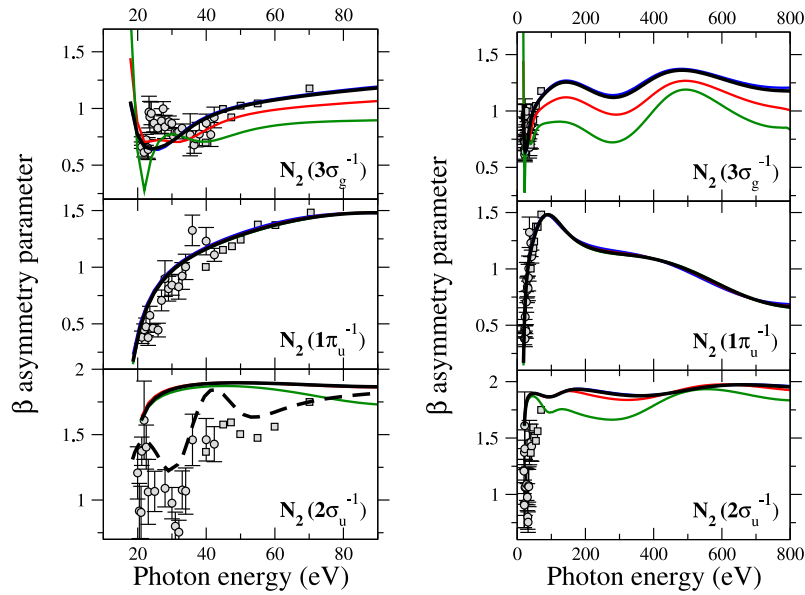 20 40 60 80
0 200 400 600 800
1.5
1
0.5
N₂ (3σg⁻¹)
1.5
1
0.5
N₂ (3σg⁻¹)
1.5
1
0.5
N₂ (1πu⁻¹)
1.5
1
0.5
N₂ (1πu⁻¹)
2
1.5
1
N₂ (2σu⁻¹)
2
1.5
1
N₂ (2σu⁻¹)
β asymmetry parameter
β asymmetry parameter
20 40 60 80
0 200 400 600 800
Photon energy (eV)
Photon energy (eV)